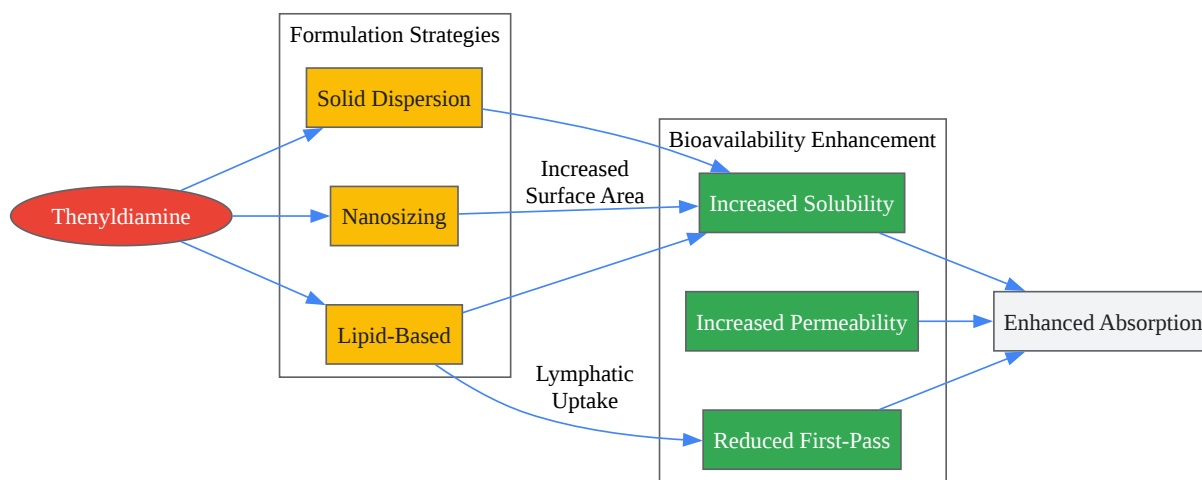 Formulation Strategies
Solid Dispersion
Bioavailability Enhancement
Increased
Surface Area
Thenyldiamine
Nanosizing
Increased Solubility
Increased Permeability
Enhanced Absorption
Lipid-Based
Lymphatic
Uptake
Reduced First-Pass